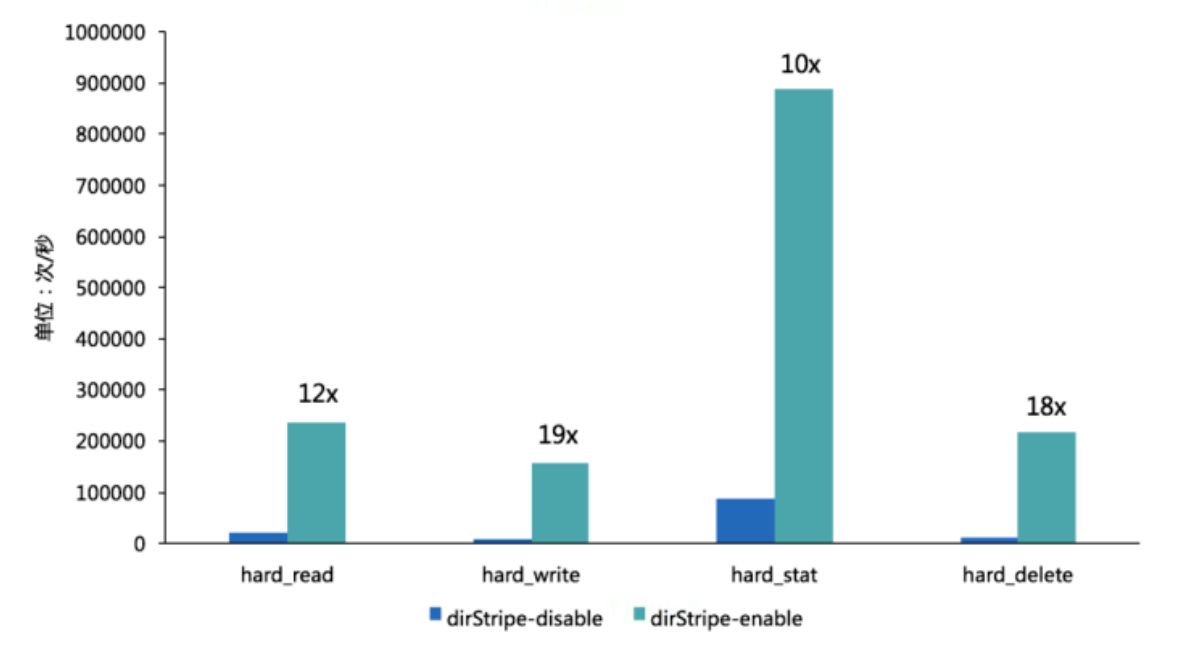 1000000
900000
800000
700000
600000
500000
400000
300000
200000
100000
0
单位：次/秒
12x
19x
10x
18x
hard_read
hard_write
hard_stat
hard_delete
dirStripe-disable
dirStripe-enable